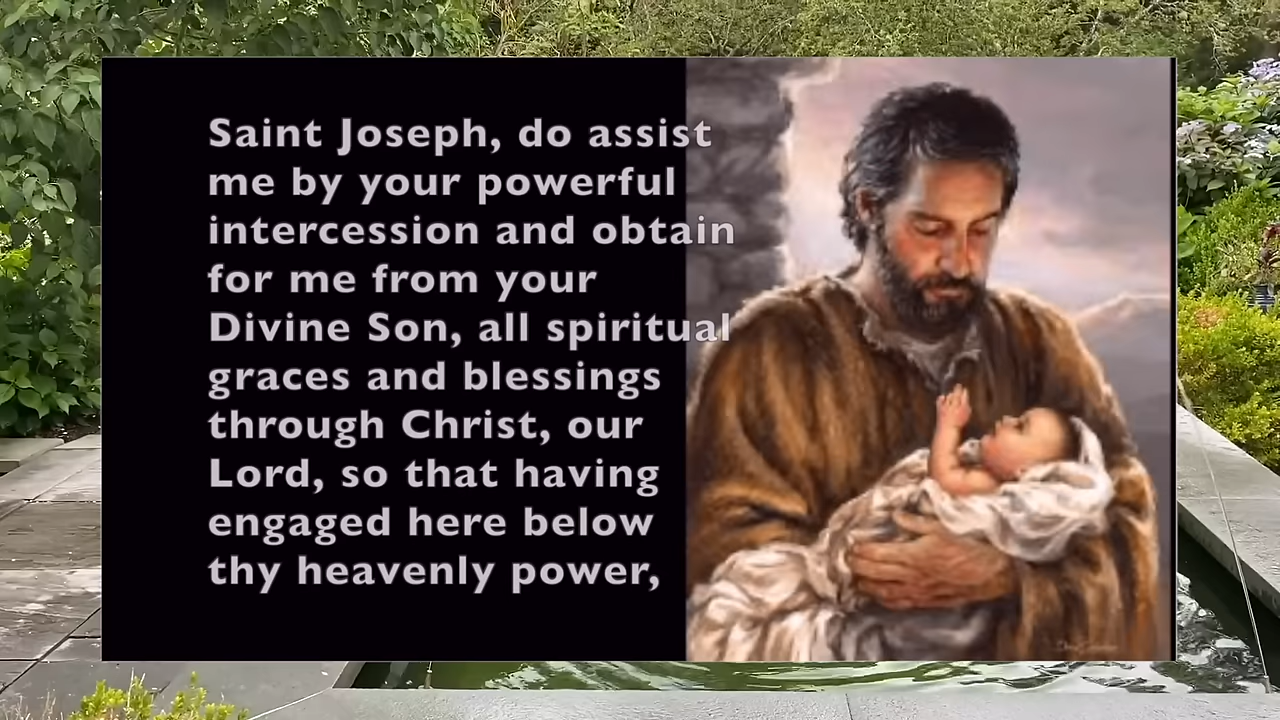 Saint Joseph, do assist
me by your powerful
intercession and obtain
for me from your
Divine Son, all spiritual
graces and blessings
through Christ, our
Lord, so that having
engaged here below
thy heavenly power,